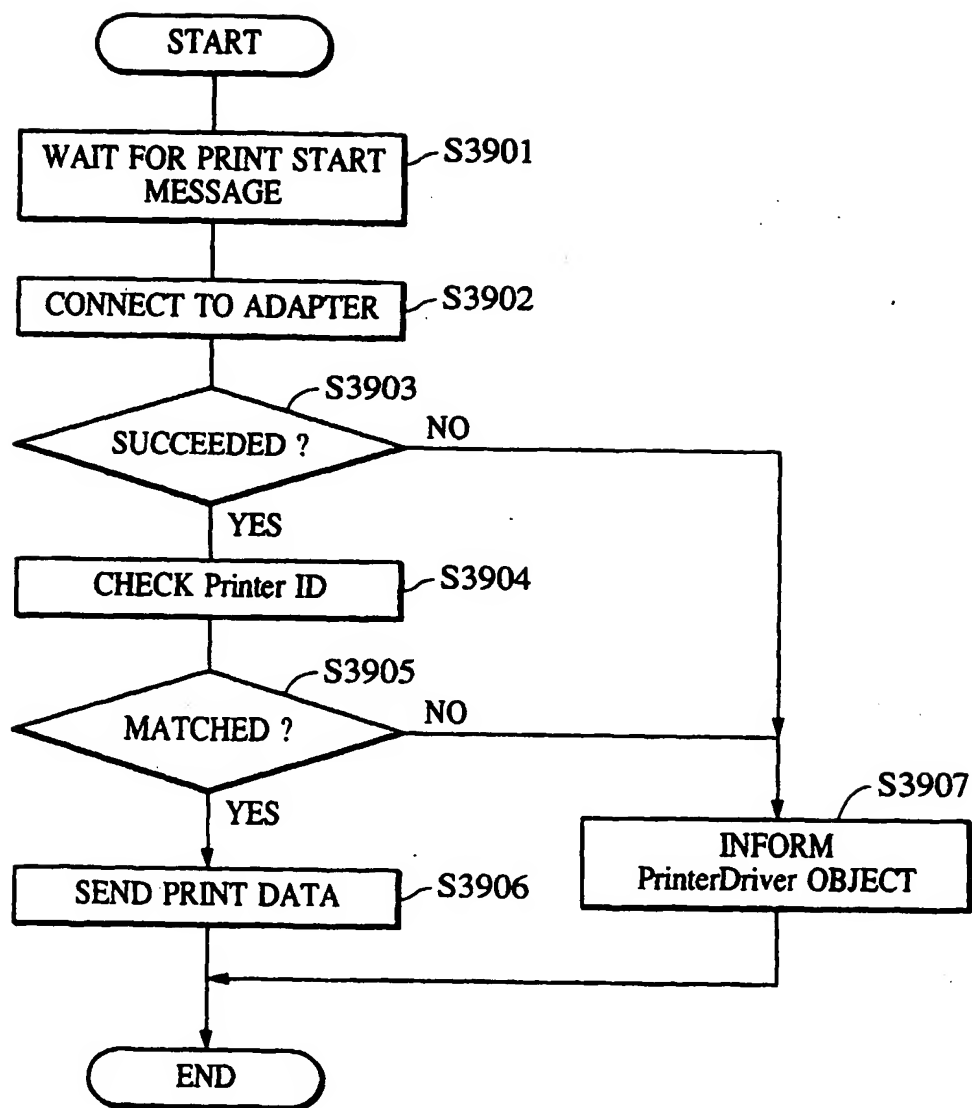 START
WAIT FOR PRINT START
MESSAGE
S3901
CONNECT TO ADAPTER
S3902
S3903
SUCCEEDED ?
NO
YES
CHECK Printer ID
S3904
S3905
MATCHED ?
NO
YES
S3907
INFORM
PrinterDriver OBJECT
SEND PRINT DATA
S3906
END